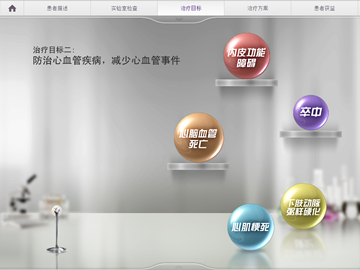 患者描述 实验室检查 治疗目标 治疗方案 患者获益
治疗目标二：
防治心血管疾病，减少心血管事件
内皮功能
障碍
卒中
心脑血管
死亡
下肢动脉
粥样硬化
心肌梗死